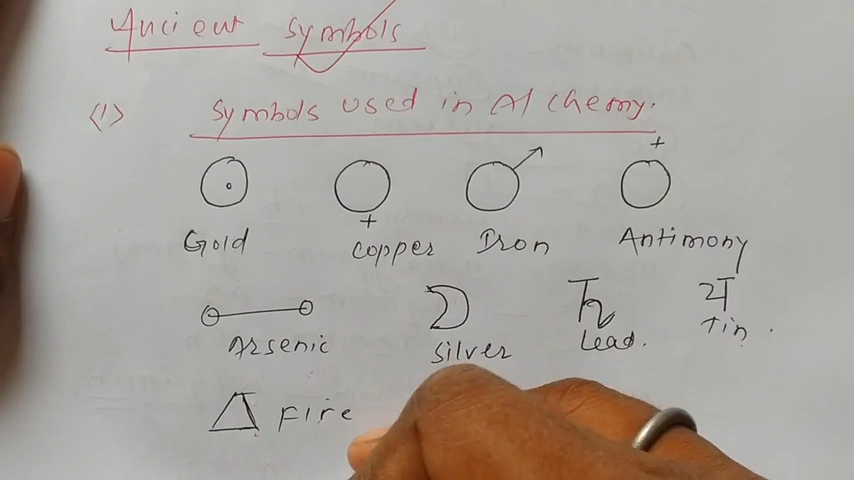 Ancient Symbols
(1) Symbols used in Alchemy.
Gold Copper Iron Antimony
Arsenic Silver Lead. Tin.
Fire